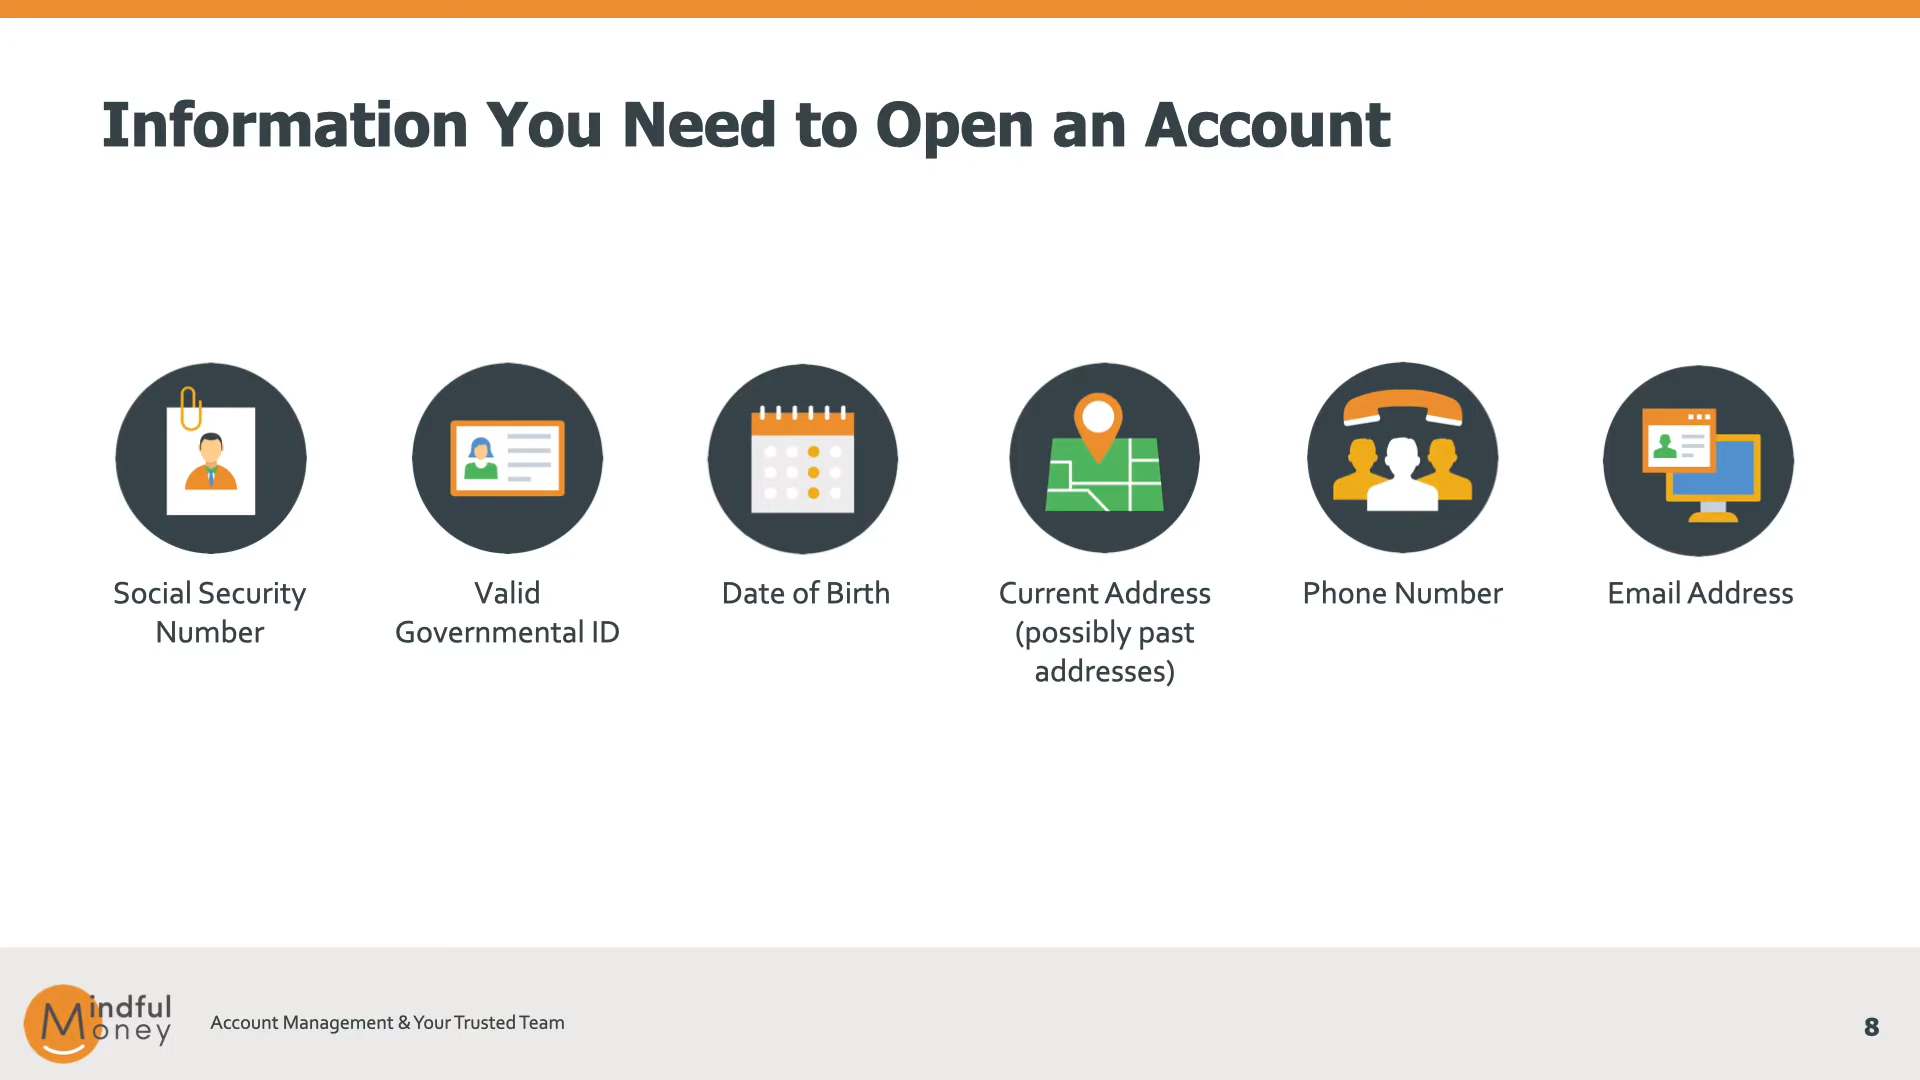 Information You Need to Open an Account
Social Security
Number
Valid
Governmental ID
Date of Birth
Current Address
(possibly past
addresses)
Phone Number
Email Address
Mindful
Money
Account Management & Your Trusted Team
8